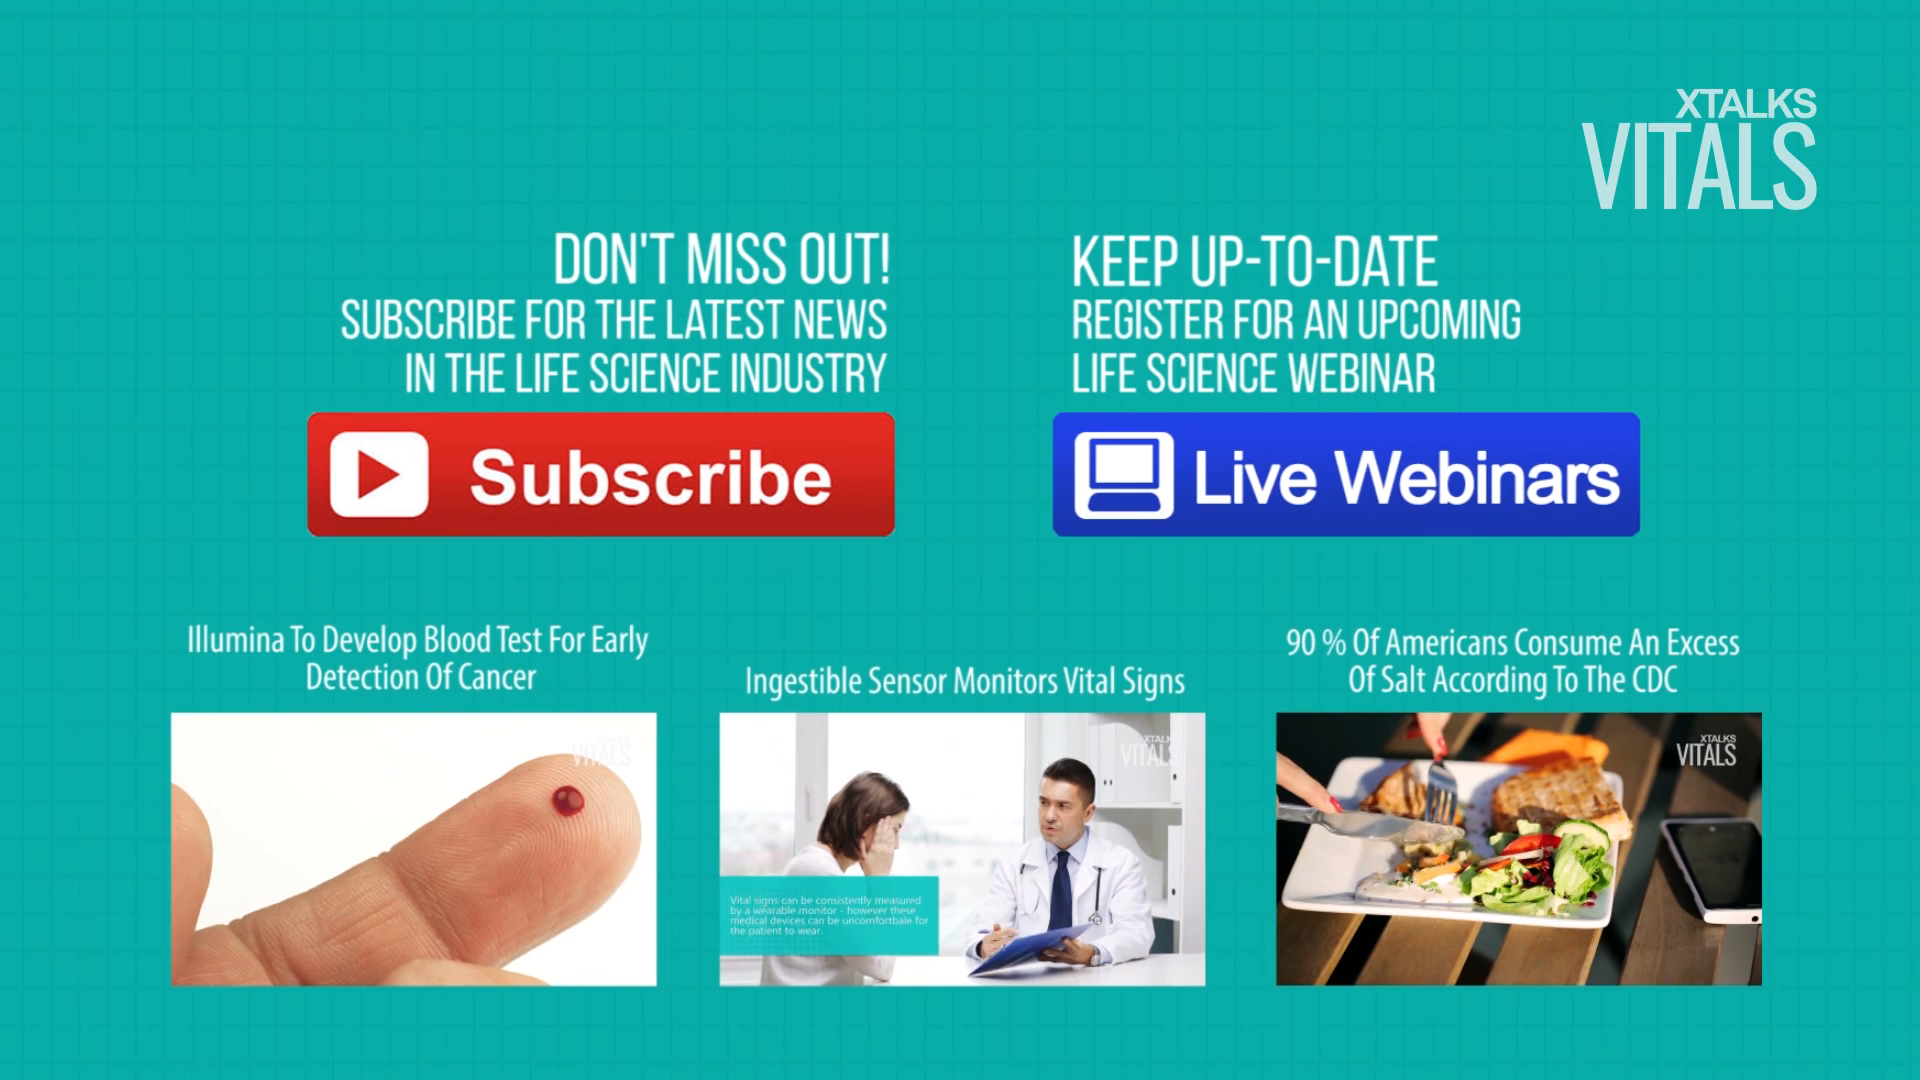 XTALKS
VITALS
DON'T MISS OUT!
SUBSCRIBE FOR THE LATEST NEWS
IN THE LIFE SCIENCE INDUSTRY
Subscribe
KEEP UP-TO-DATE
REGISTER FOR AN UPCOMING
LIFE SCIENCE WEBINAR
Live Webinars
Illumina To Develop Blood Test For Early
Detection Of Cancer
XTALKS
VITALS
Ingestible Sensor Monitors Vital Signs
XTALKS
VITALS
Vital signs can be consistently measured
by a wearable monitor - however these
medical devices can be uncomfortbale for
the patient to wear.
90 % Of Americans Consume An Excess
Of Salt According To The CDC
XTALKS
VITALS